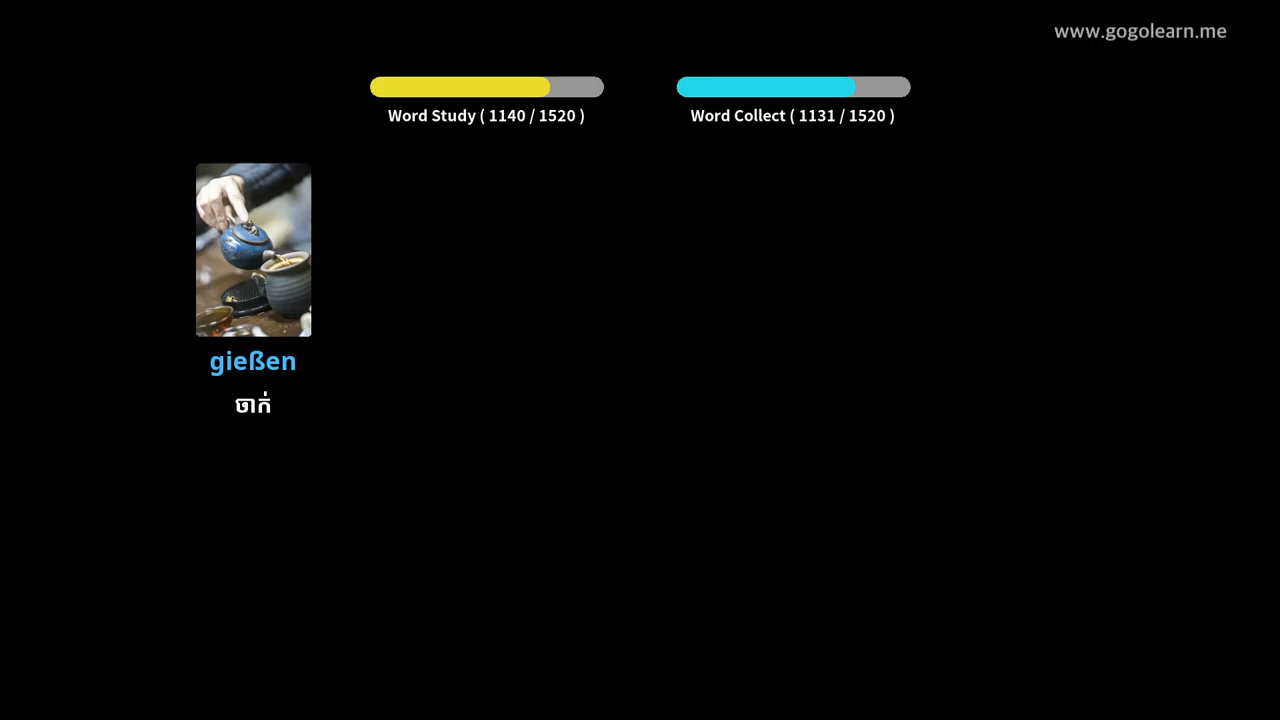 www.gogolearn.me
Word Study ( 1140 / 1520 )
Word Collect ( 1131 / 1520 )
gießen
ចាក់